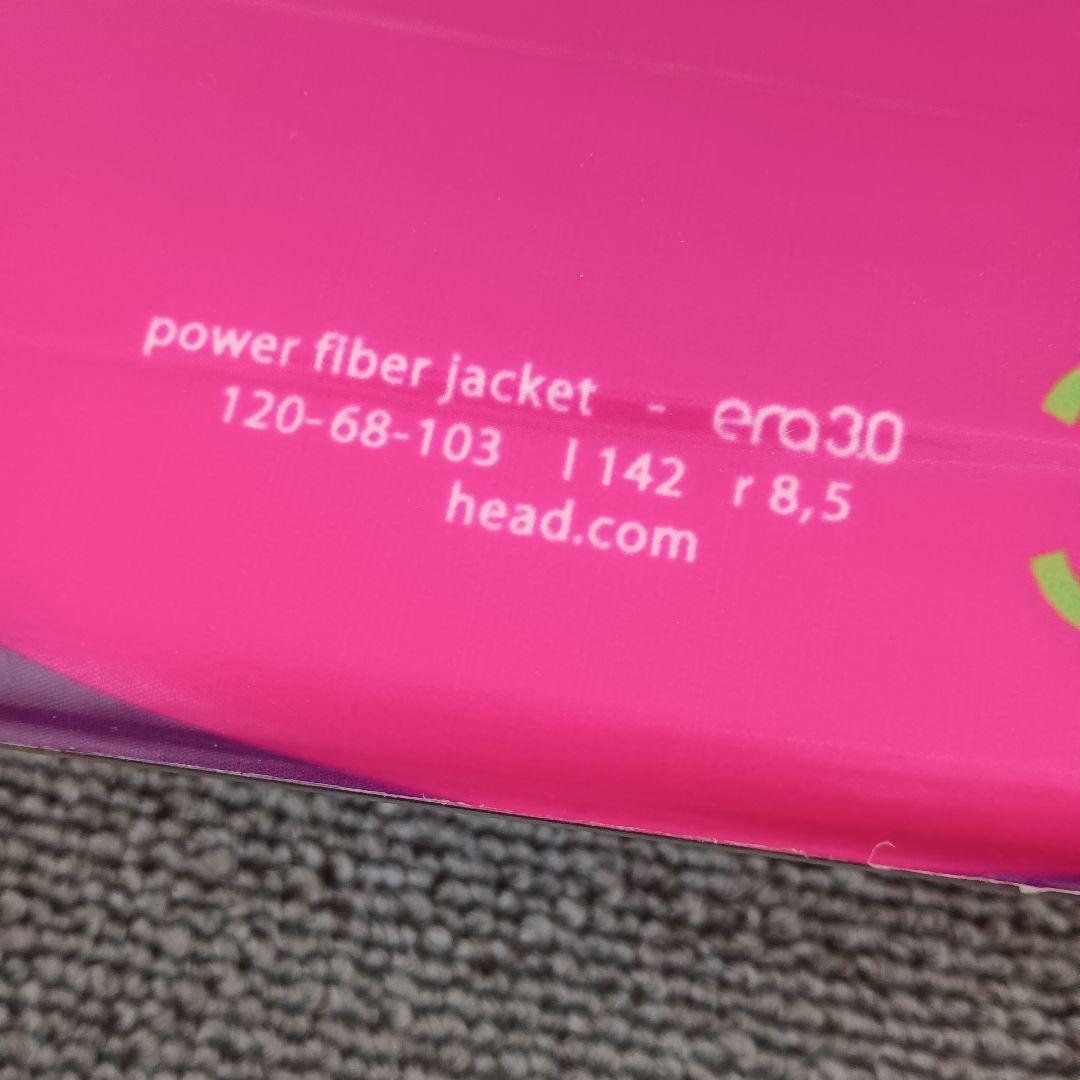 power fiber jacket - era3.0
120-68-103 l 142 r 8,5
head.com